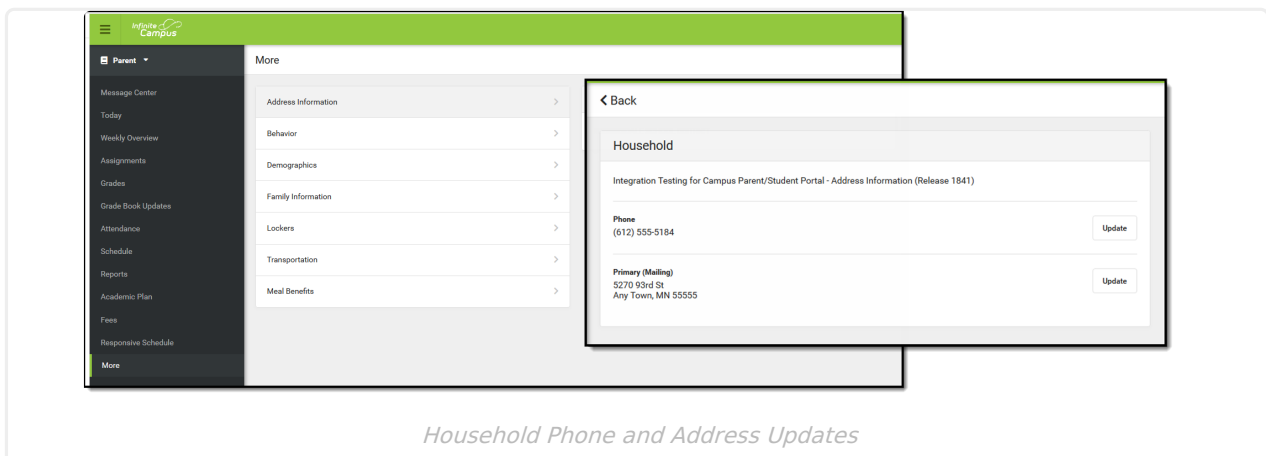 Infinite
Campus
Parent
More
Message Center
Today
Weekly Overview
Assignments
Grades
Grade Book Updates
Attendance
Schedule
Reports
Academic Plan
Fees
Responsive Schedule
More
Address Information
Behavior
Demographics
Family Information
Lockers
Transportation
Meal Benefits
Back
Household
Integration Testing for Campus Parent/Student Portal - Address Information (Release 1841)
Phone
(612) 555-5184
Update
Primary (Mailing)
5270 93rd St
Any Town, MN 55555
Update
Household Phone and Address Updates